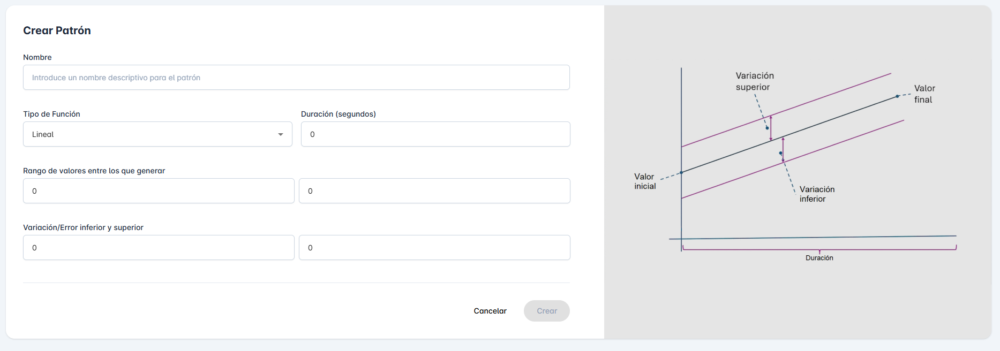 Crear Patrón
Nombre
Introduce un nombre descriptivo para el patrón
Tipo de Función
Duración (segundos)
Lineal
0
Rango de valores entre los que generar
0
0
Variación/Error inferior y superior
0
0
Cancelar
Crear
Variación
superior
Valor
final
Valor
inicial
Variación
inferior
Duración